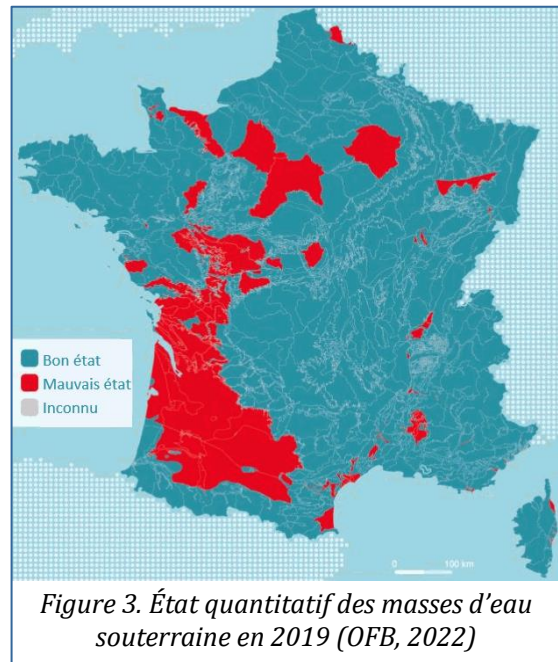 Bon état
Mauvais état
Inconnu
0 100 km
Figure 3. État quantitatif des masses d’eau
souterraine en 2019 (OFB, 2022)